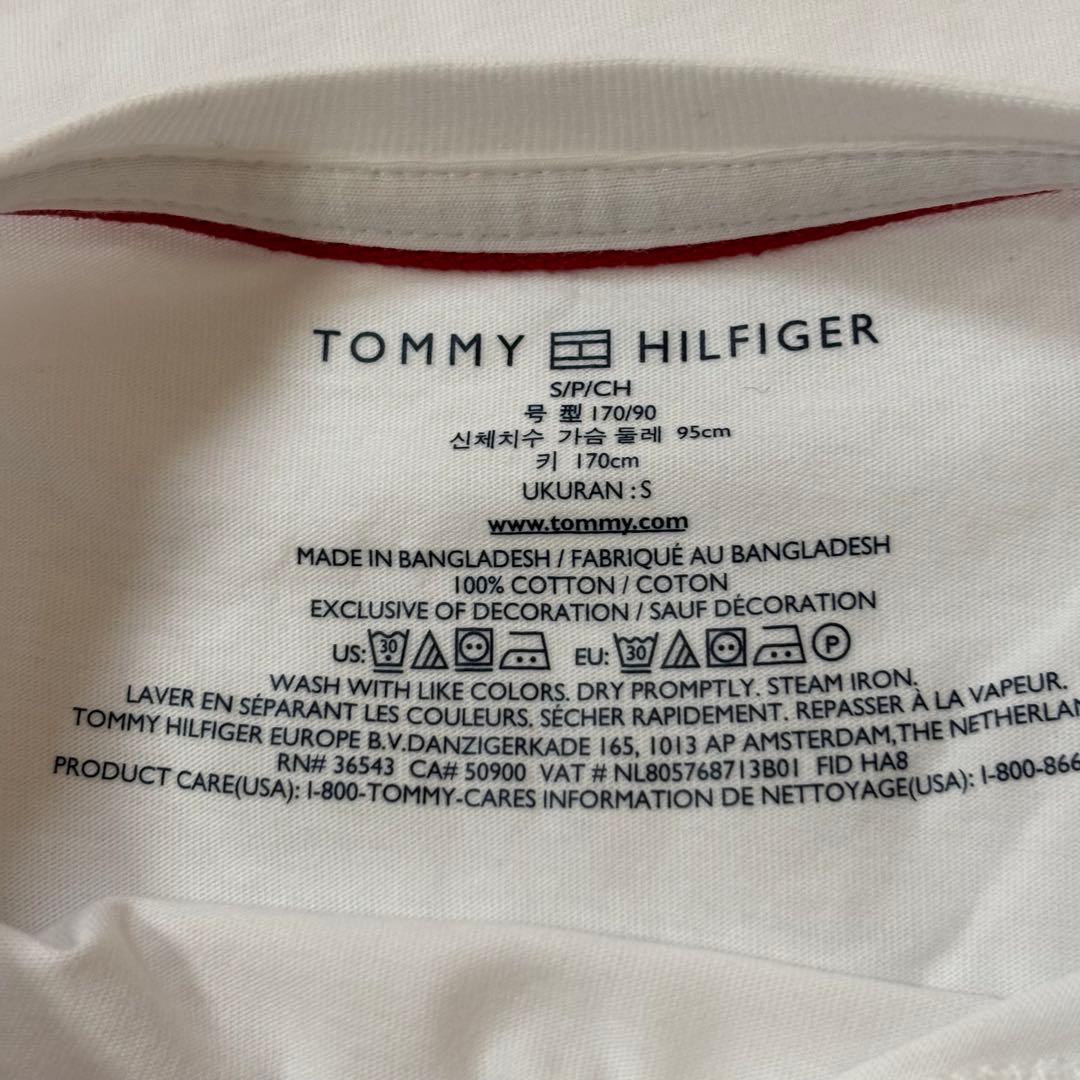 TOMMY HILFIGER
S/P/CH
号 型 170/90
신체치수 가슴 둘레 95cm
키 170cm
UKURAN : S
www.tommy.com
MADE IN BANGLADESH / FABRIQUÉ AU BANGLADESH
100% COTTON / COTON
EXCLUSIVE OF DECORATION / SAUF DÉCORATION
US: 30 EU: 30 P
WASH WITH LIKE COLORS. DRY PROMPTLY. STEAM IRON.
LAVER EN SÉPARANT LES COULEURS. SÉCHER RAPIDEMENT. REPASSER À LA VAPEUR.
TOMMY HILFIGER EUROPE B.V.DANZIGERKADE 165, 1013 AP AMSTERDAM, THE NETHERLAN
RN# 36543 CA# 50900 VAT # NL805768713B01 FID HA8
PRODUCT CARE(USA): 1-800-TOMMY-CARES INFORMATION DE NETTOYAGE(USA): 1-800-866